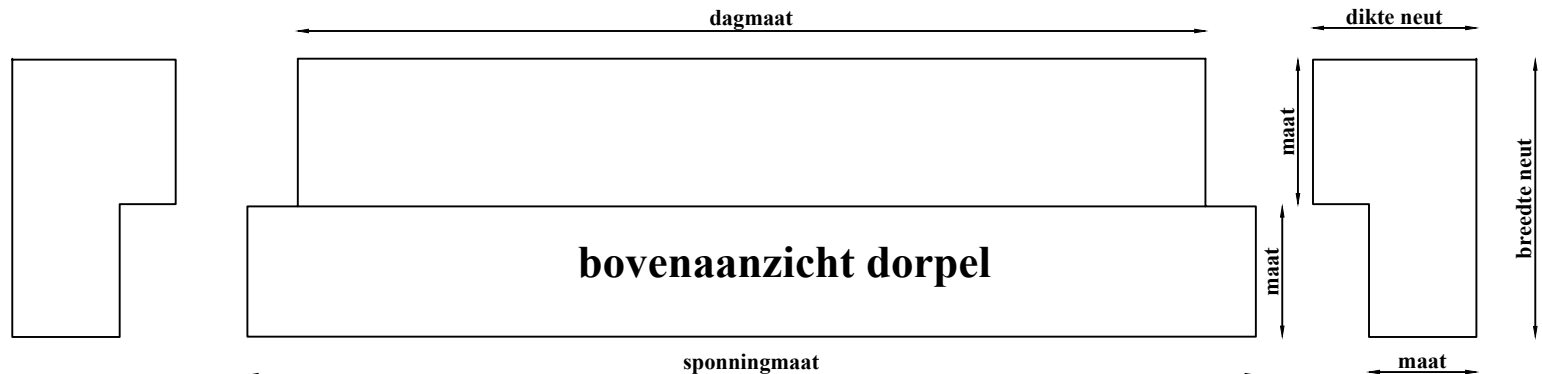 dagmaat
dikte neut
maat
breedte neut
bovenaanzicht dorpel
maat
sponningmaat
maat